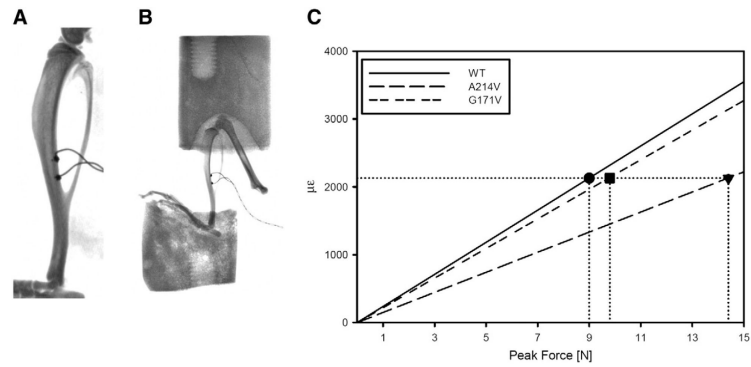 A
B
C
4000
3000
2000
1000
0
με
WT
A214V
G171V
1 3 5 7 9 11 13 15
Peak Force [N]